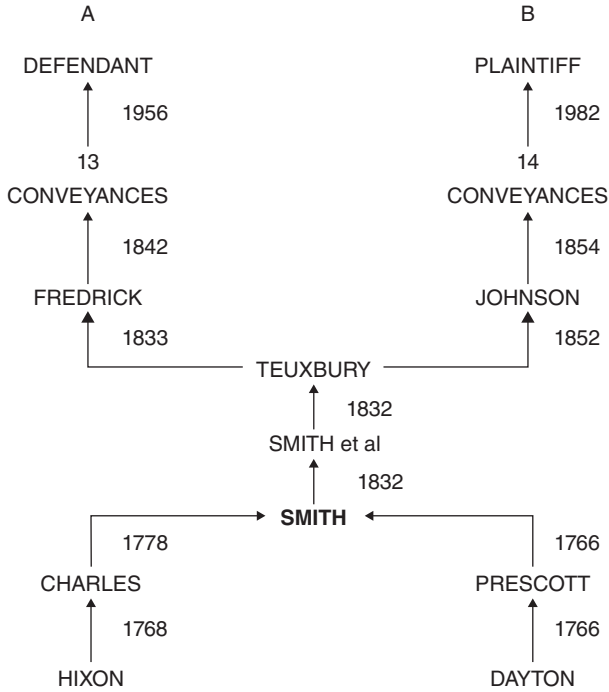 A B
DEFENDANT PLAINTIFF
1956 1982
13 14
CONVEYANCES CONVEYANCES
1842 1854
FREDRICK JOHNSON
1833 1852
TEUXBURY
1832
SMITH et al
1832
SMITH
1778 1766
CHARLES PRESCOTT
1768 1766
HIXON DAYTON